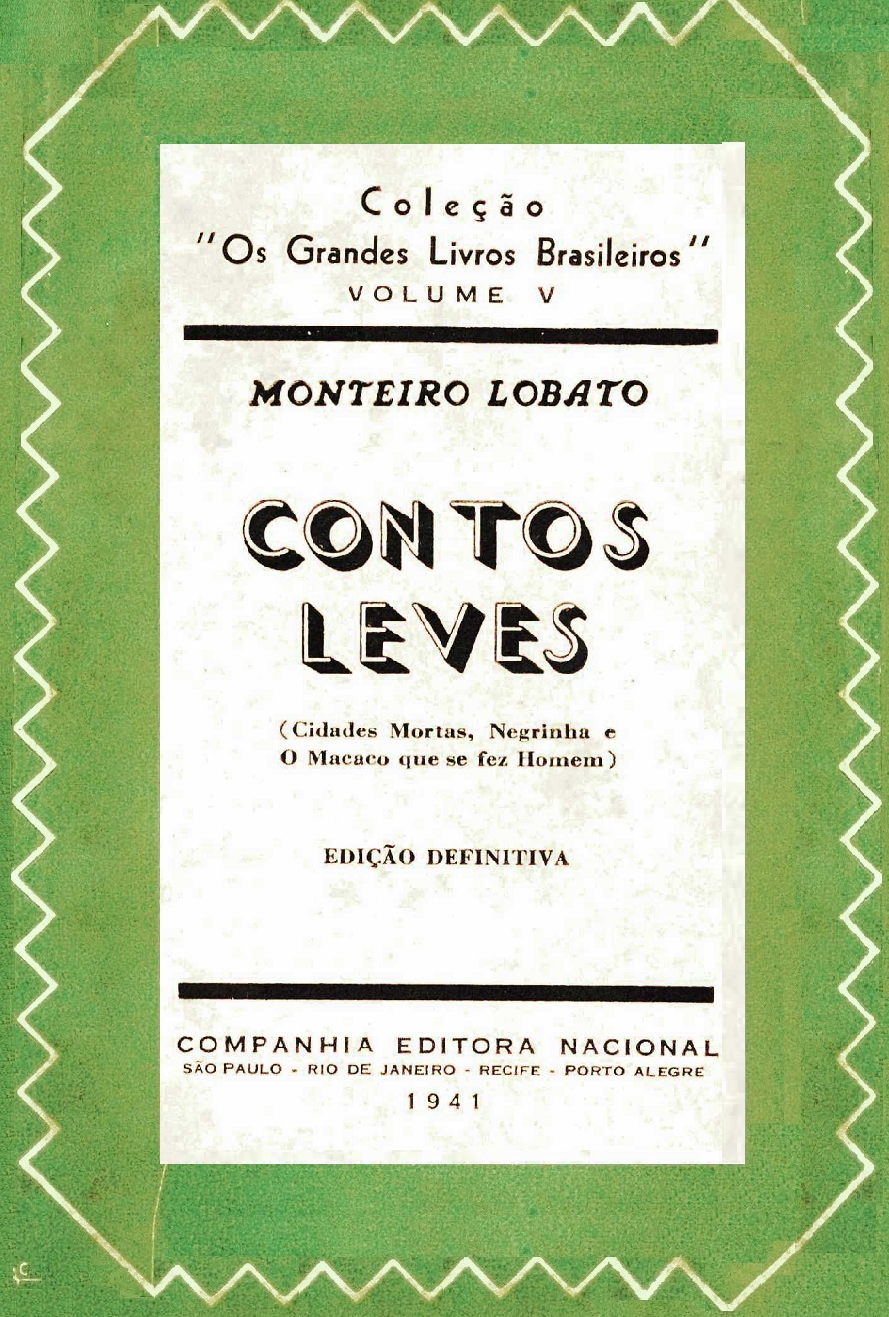 Coleção
"Os Grandes Livros Brasileiros"
VOLUME V
MONTEIRO LOBATO
CONTOS
LEVES
(Cidades Mortas, Negrinha e
O Macaco que se fez Homem)
EDIÇÃO DEFINITIVA
COMPANHIA EDITORA NACIONAL
SÃO PAULO - RIO DE JANEIRO - RECIFE - PORTO ALEGRE
1941